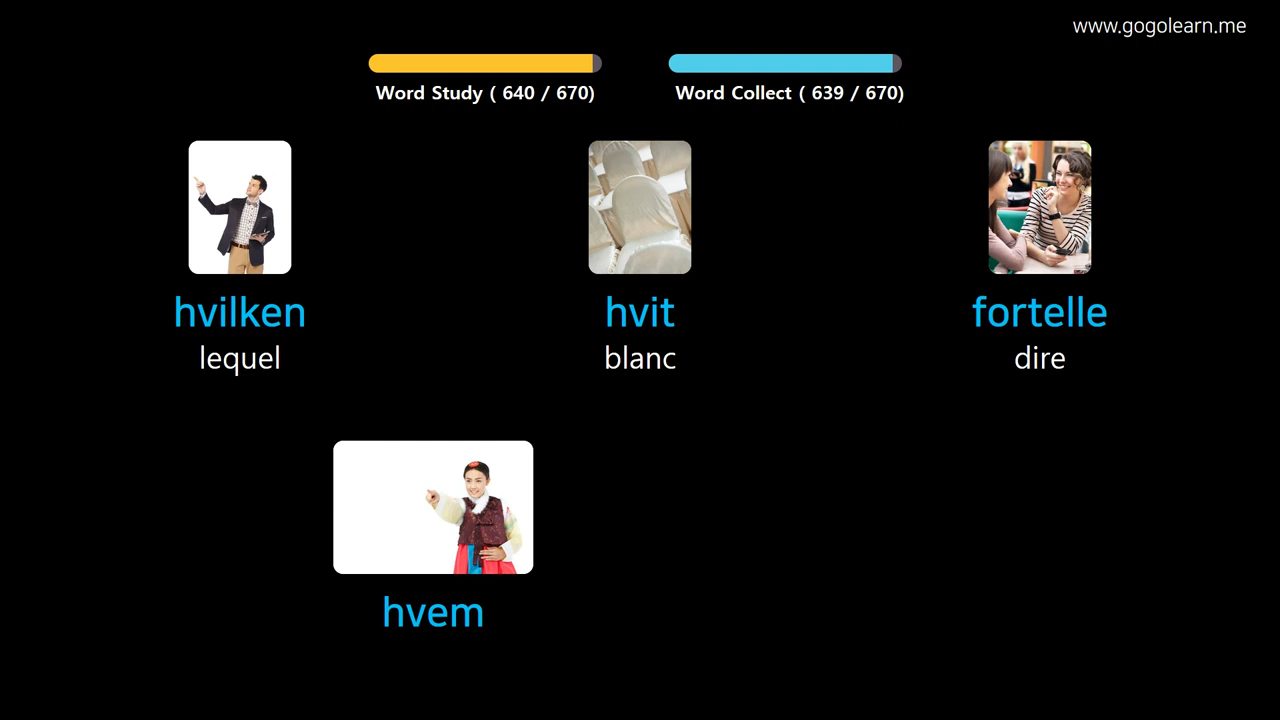 www.gogolearn.me
Word Study ( 640 / 670)
Word Collect ( 639 / 670)
hvilken
lequel
hvit
blanc
fortelle
dire
hvem